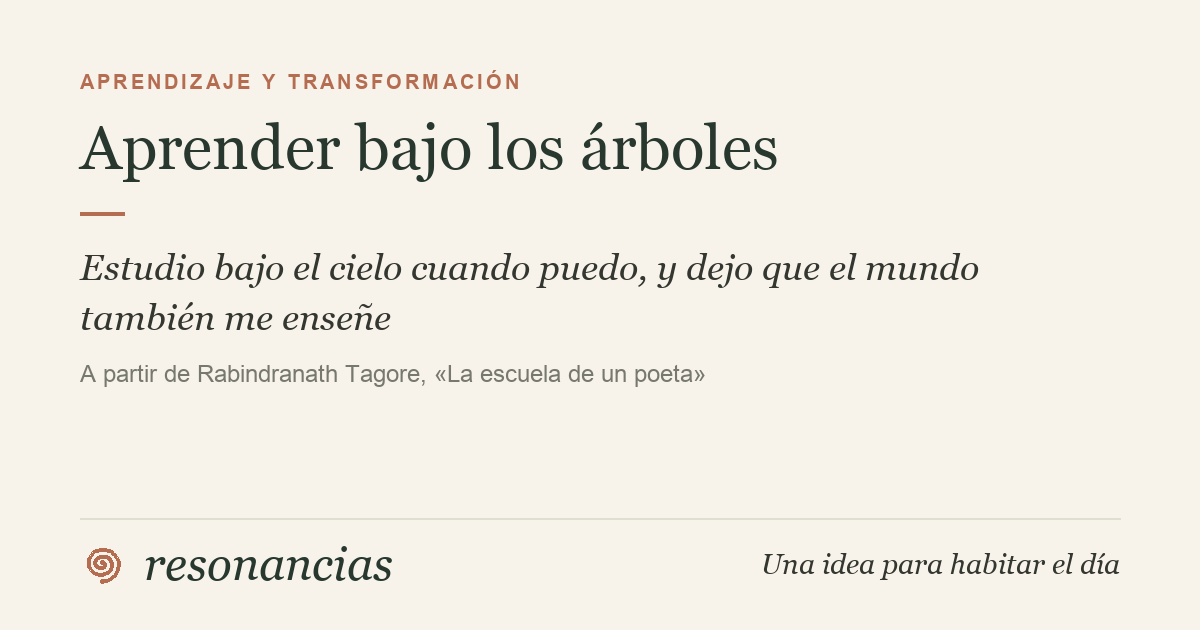 APRENDIZAJE Y TRANSFORMACIÓN
Aprender bajo los árboles
Estudio bajo el cielo cuando puedo, y dejo que el mundo
también me enseñe
A partir de Rabindranath Tagore, «La escuela de un poeta»
resonancias
Una idea para habitar el día